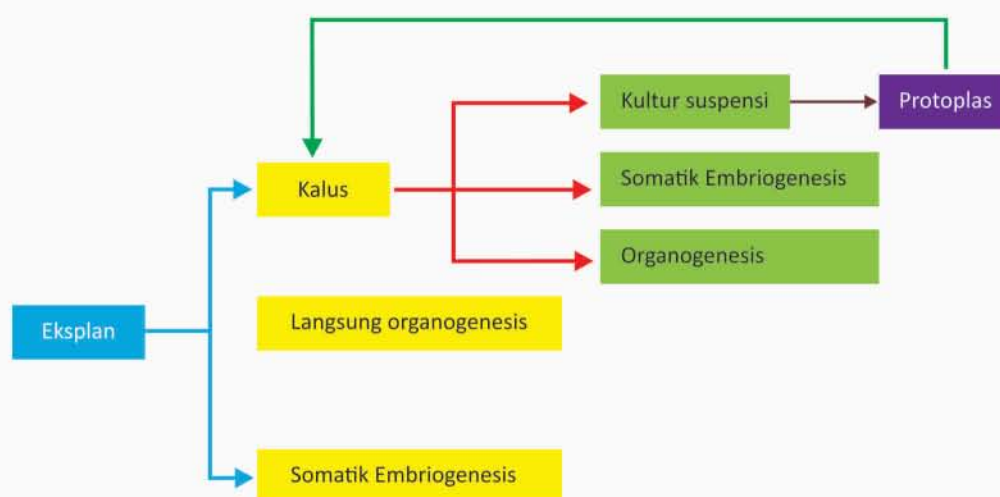 Kultur suspensi
Protoplas
Kalus
Somatik Embriogenesis
Organogenesis
Eksplan
Langsung organogenesis
Somatik Embriogenesis